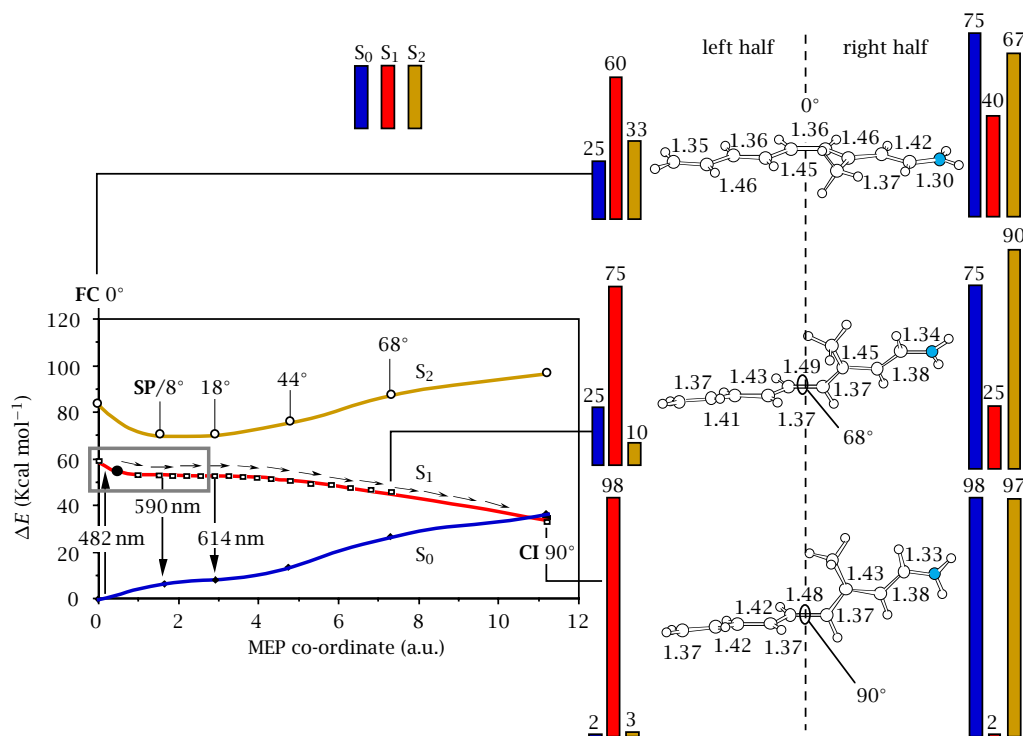 left half right half
S₀ S₁ S₂
25 60 33
0°
1.35 1.36 1.36 1.46 1.42
1.46 1.45 1.37 1.30
75 40 67
FC 0°
120
100
80
60
40
20
0
0 2 4 6 8 10 12
ΔE (Kcal mol⁻¹)
MEP co-ordinate (a.u.)
SP/8° 18° 44° 68°
S₂
S₁
S₀
590 nm
482 nm 614 nm
CI 90°
25 75 10
1.34
1.49 1.45
1.37 1.43 1.37 1.38
1.41 1.37
68°
75 25 90
2 98 3
1.33
1.48 1.43
1.42 1.37 1.38
1.37 1.42 1.37
90°
98 2 97